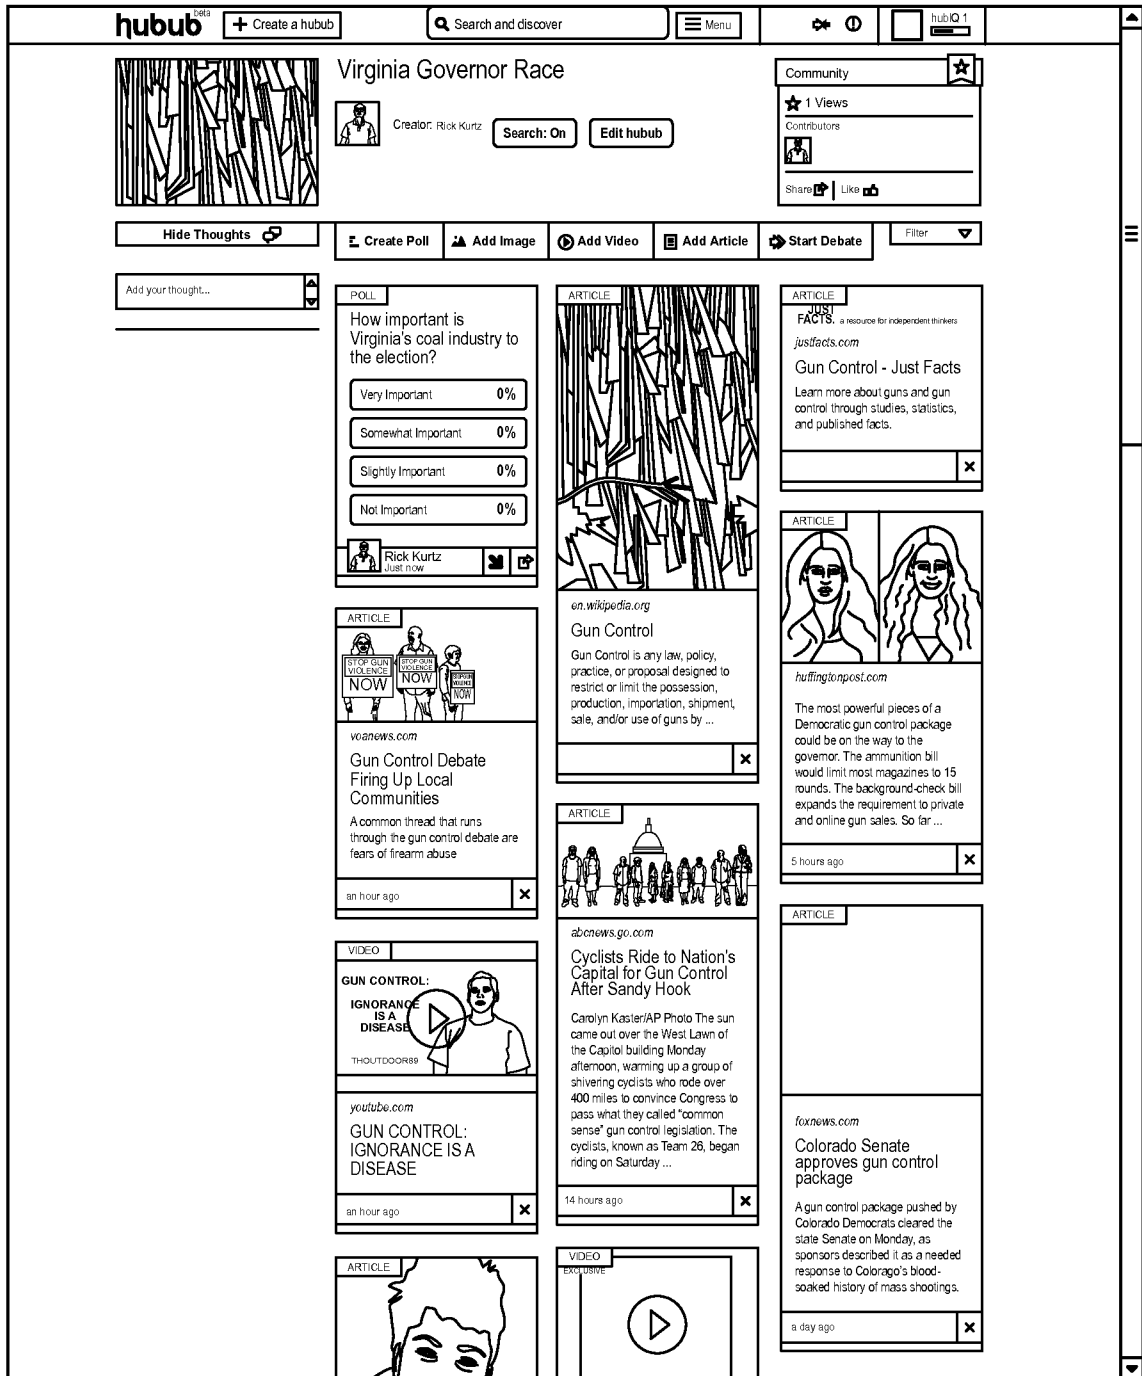 hubub beta
+ Create a hubub
Search and discover
Menu
hubIQ 1
Virginia Governor Race
Creator: Rick Kurtz
Search: On
Edit hubub
Community
1 Views
Contributors
Share
Like
Hide Thoughts
Create Poll
Add Image
Add Video
Add Article
Start Debate
Filter
Add your thought...
POLL
How important is
Virginia's coal industry to
the election?
Very Important 0%
Somewhat Important 0%
Slightly Important 0%
Not Important 0%
Rick Kurtz
Just now
ARTICLE
STOP GUN
VIOLENCE
NOW
STOP GUN
VIOLENCE
NOW
STOP GUN
VIOLENCE
NOW
voanews.com
Gun Control Debate
Firing Up Local
Communities
A common thread that runs
through the gun control debate are
fears of firearm abuse
an hour ago
VIDEO
GUN CONTROL:
IGNORANCE
IS A
DISEASE
THOUTDOOR89
youtube.com
GUN CONTROL:
IGNORANCE IS A
DISEASE
an hour ago
ARTICLE
ARTICLE
en.wikipedia.org
Gun Control
Gun Control is any law, policy,
practice, or proposal designed to
restrict or limit the possession,
production, importation, shipment,
sale, and/or use of guns by ...
ARTICLE
abcnews.go.com
Cyclists Ride to Nation's
Capital for Gun Control
After Sandy Hook
Carolyn Kaster/AP Photo The sun
came out over the West Lawn of
the Capitol building Monday
afternoon, warming up a group of
shivering cyclists who rode over
400 miles to convince Congress to
pass what they called "common
sense" gun control legislation. The
cyclists, known as Team 26, began
riding on Saturday ...
14 hours ago
VIDEO
EXCLUSIVE
ARTICLE
JUST
FACTS. a resource for independent thinkers
justfacts.com
Gun Control - Just Facts
Learn more about guns and gun
control through studies, statistics,
and published facts.
ARTICLE
huffingtonpost.com
The most powerful pieces of a
Democratic gun control package
could be on the way to the
governor. The ammunition bill
would limit most magazines to 15
rounds. The background-check bill
expands the requirement to private
and online gun sales. So far ...
5 hours ago
ARTICLE
foxnews.com
Colorado Senate
approves gun control
package
A gun control package pushed by
Colorado Democrats cleared the
state Senate on Monday, as
sponsors described it as a needed
response to Colorago's blood-
soaked history of mass shootings.
a day ago